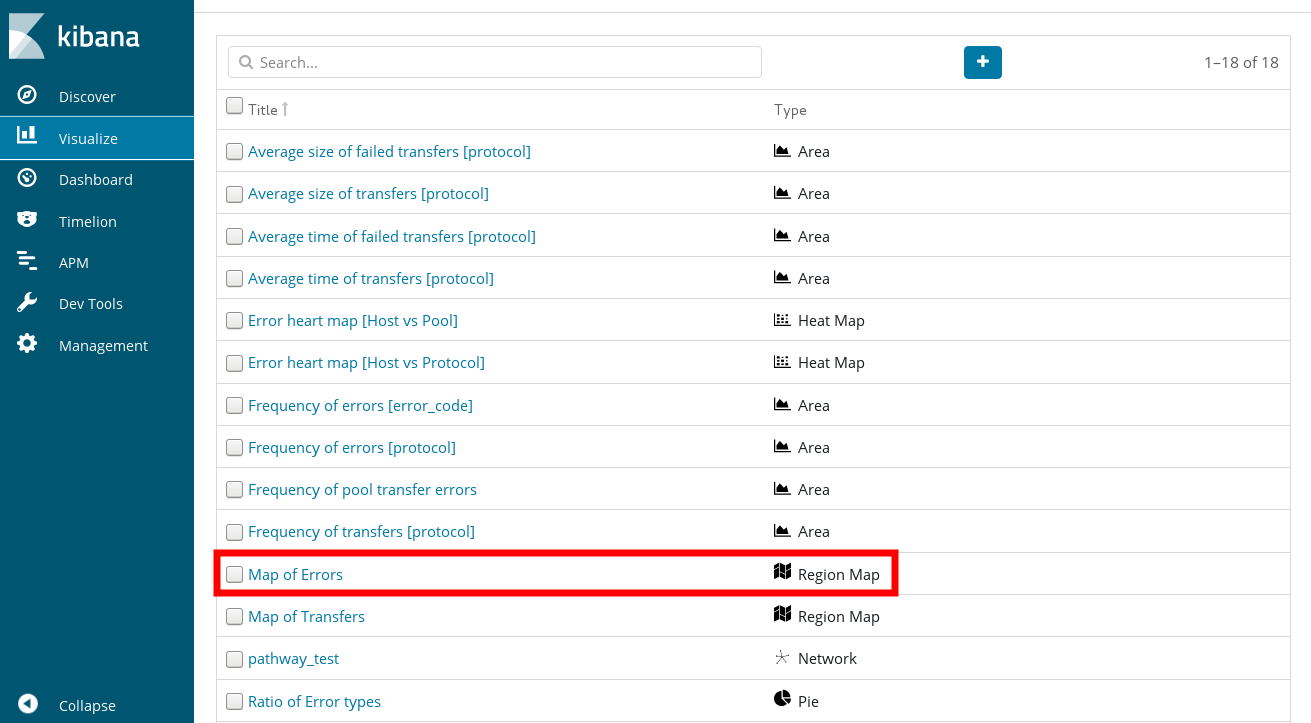 kibana
Discover
Visualize
Dashboard
Timelion
APM
Dev Tools
Management
Collapse
Search...
1–18 of 18
Title Type
Average size of failed transfers [protocol] Area
Average size of transfers [protocol] Area
Average time of failed transfers [protocol] Area
Average time of transfers [protocol] Area
Error heart map [Host vs Pool] Heat Map
Error heart map [Host vs Protocol] Heat Map
Frequency of errors [error_code] Area
Frequency of errors [protocol] Area
Frequency of pool transfer errors Area
Frequency of transfers [protocol] Area
Map of Errors Region Map
Map of Transfers Region Map
pathway_test Network
Ratio of Error types Pie